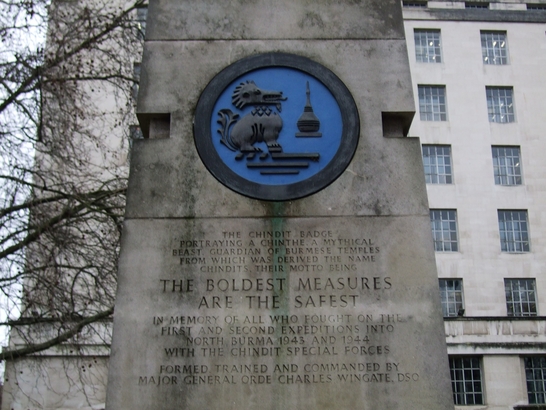 THE CHINDIT BADGE
PORTRAYING A CHINTHE A MYTHICAL
BEAST GUARDIAN OF BURMESE TEMPLES
FROM WHICH WAS DERIVED THE NAME
CHINDITS, THEIR MOTTO BEING
THE BOLDEST MEASURES
ARE THE SAFEST
IN MEMORY OF ALL WHO FOUGHT ON THE
FIRST AND SECOND EXPEDITIONS INTO
NORTH BURMA 1943 AND 1944
WITH THE CHINDIT SPECIAL FORCES
FORMED, TRAINED AND COMMANDED BY
MAJOR GENERAL ORDE CHARLES WINGATE, DSO